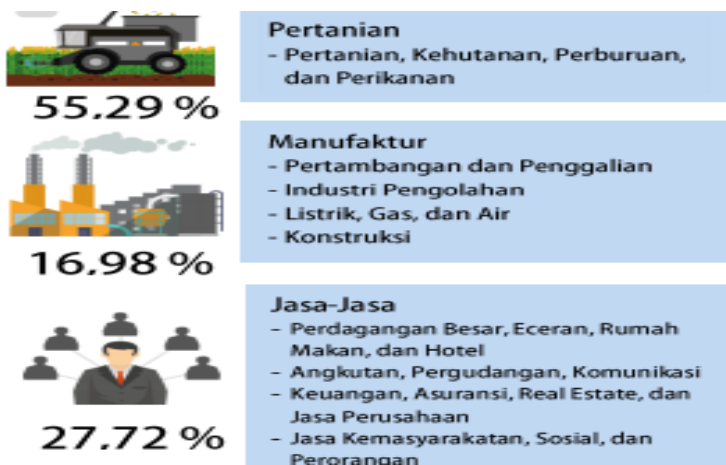 Pertanian
- Pertanian, Kehutanan, Perburuan,
dan Perikanan
55,29 %
Manufaktur
- Pertambangan dan Penggalian
- Industri Pengolahan
- Listrik, Gas, dan Air
- Konstruksi
16,98 %
Jasa-Jasa
- Perdagangan Besar, Eceran, Rumah
Makan, dan Hotel
- Angkutan, Pergudangan, Komunikasi
- Keuangan, Asuransi, Real Estate, dan
Jasa Perusahaan
- Jasa Kemasyarakatan, Sosial, dan
Perorangan
27,72 %